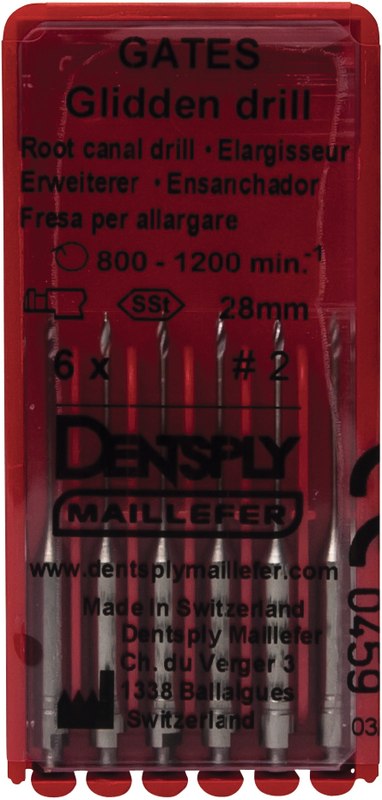 GATES
Glidden drill
Root canal drill • Elargisseur
Erweiterer • Ensanchador
Fresa per allargare
800 - 1200 min.-1
SSt 28mm
6 x # 2
DENTSPLY
MAILLEFER
www.dentsplymaillefer.com
Made in Switzerland
Dentsply Maillefer
Ch. du Verger 3
1338 Ballaigues
Switzerland
CE 0459
03